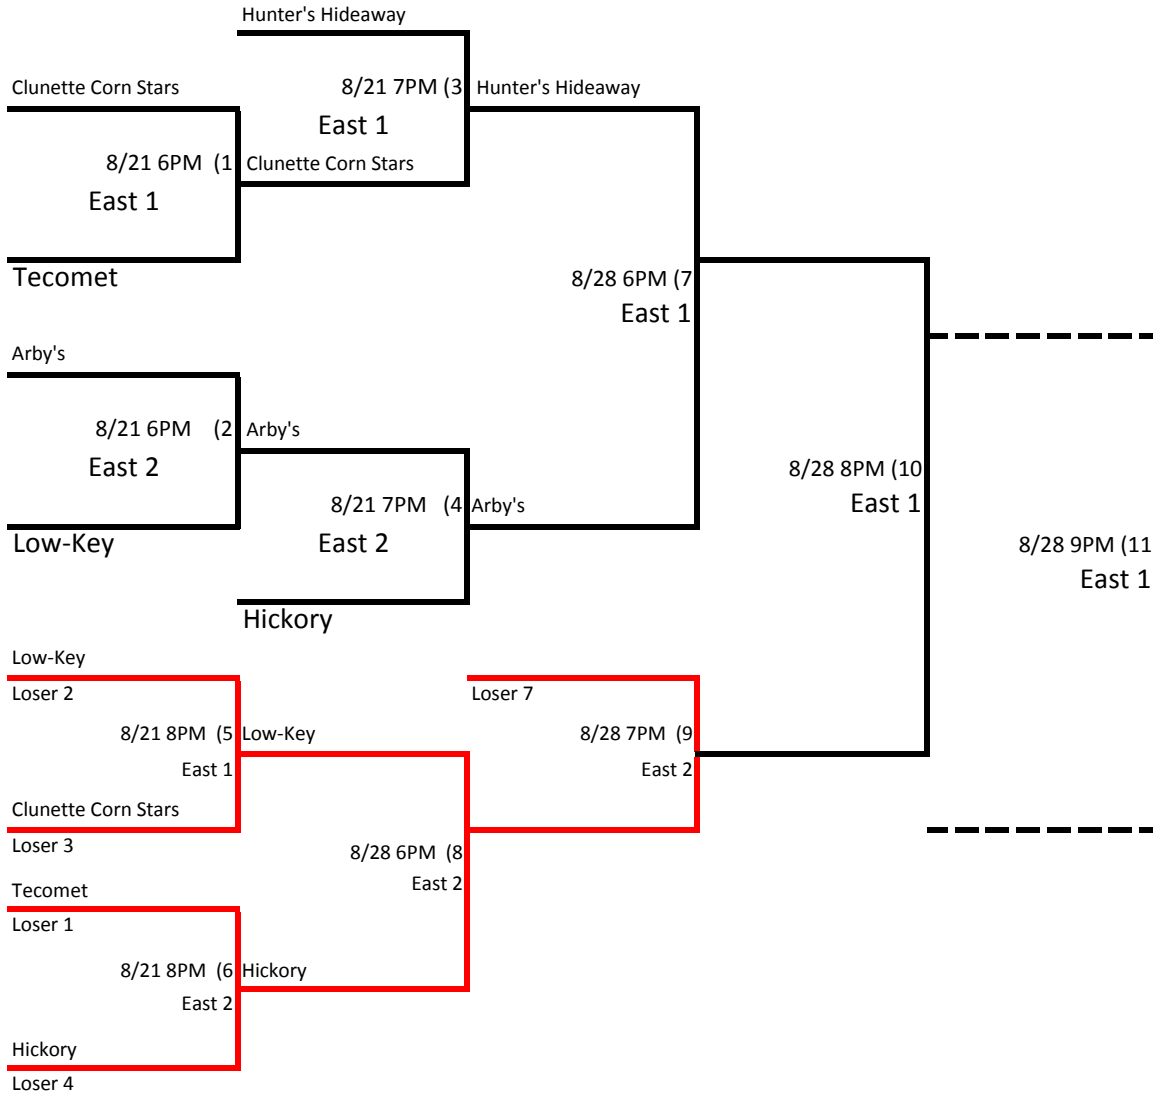 Hunter's Hideaway
Clunette Corn Stars
8/21 7PM (3
Hunter's Hideaway
East 1
8/21 6PM (1
Clunette Corn Stars
East 1
Tecomet
8/28 6PM (7
East 1
Arby's
8/21 6PM (2
Arby's
East 2
8/28 8PM (10
East 1
8/21 7PM (4
Arby's
East 2
Low-Key
8/28 9PM (11
East 1
Hickory
Low-Key
Loser 2
Loser 7
8/21 8PM (5
Low-Key
8/28 7PM (9
East 1
East 2
Clunette Corn Stars
Loser 3
8/28 6PM (8
East 2
Tecomet
Loser 1
8/21 8PM (6
Hickory
East 2
Hickory
Loser 4